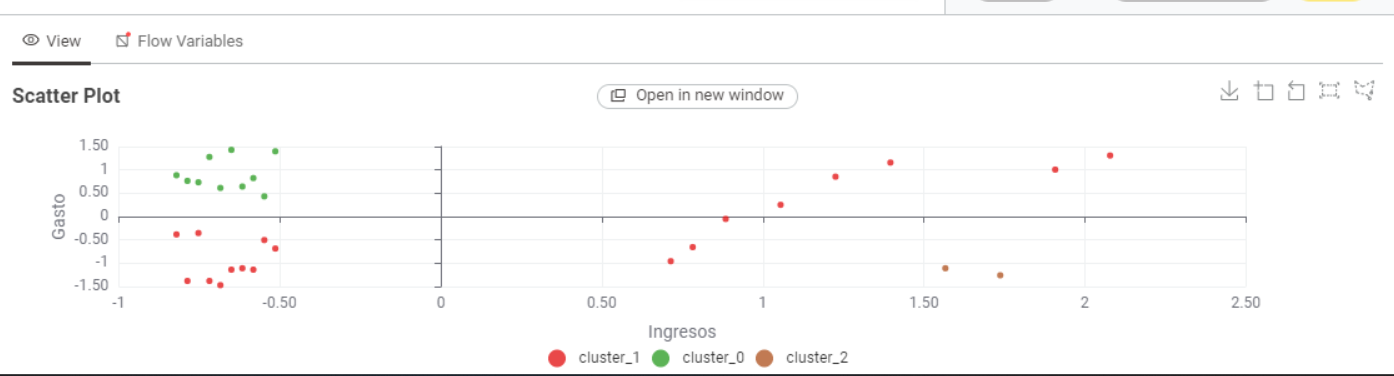 View Flow Variables
Scatter Plot
Open in new window
1.50
1
0.50
0
-0.50
-1
-1.50
Gasto
-1 -0.50 0 0.50 1 1.50 2 2.50
Ingresos
cluster_1 cluster_0 cluster_2